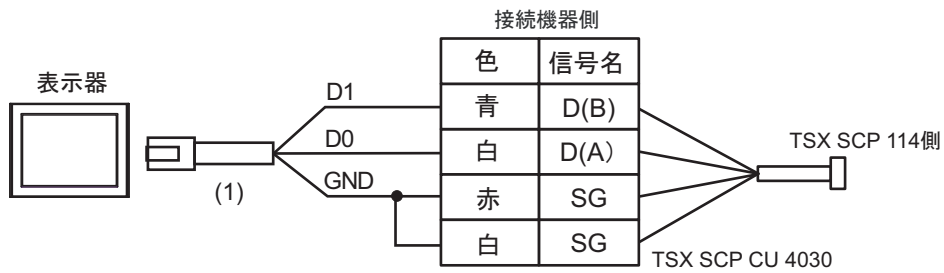 接続機器側
表示器
色 信号名
D1 青 D(B)
D0 白 D(A）
GND 赤 SG
白 SG
(1)
TSX SCP 114側
TSX SCP CU 4030